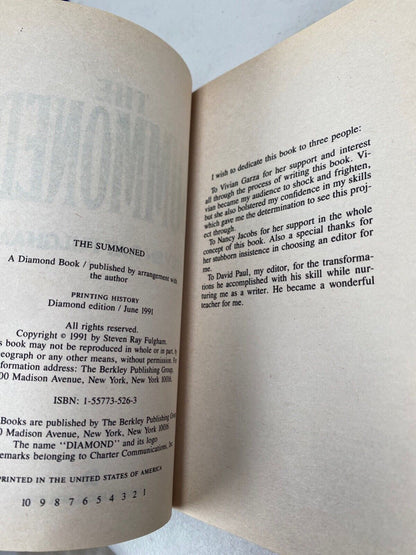 THE SUMMONED
A Diamond Book / published by arrangement with
the author
PRINTING HISTORY
Diamond edition / June 1991
All rights reserved.
Copyright © 1991 by Steven Ray Fulgham.
book may not be reproduced in whole or in part,
or any other means, without permission. For
address: The Berkley Publishing Group,
Madison Avenue, New York, New York 10016.
ISBN: 1-55773-526-3
Books are published by The Berkley Publishing Group,
Madison Avenue, New York, New York 10016.
The name "DIAMOND" and its logo
belonging to Charter Communications, Inc.
PRINTED IN THE UNITED STATES OF AMERICA
10 9 8 7 6 5 4 3 2 1
I wish to dedicate this book to three people:
To Vivian Garza for her support and interest
all through the process of writing this book. Vi-
vian became my audience to shock and frighten,
but she also bolstered my confidence in my skills
which gave me the determination to see this proj-
ect through.
To Nancy Jacobs for her support in the whole
concept of this book. Also a special thanks for
her stubborn insistence in choosing an editor for
me.
To David Paul, my editor, for the transforma-
tions he accomplished with his skill while nur-
turing me as a writer. He became a wonderful
teacher for me.